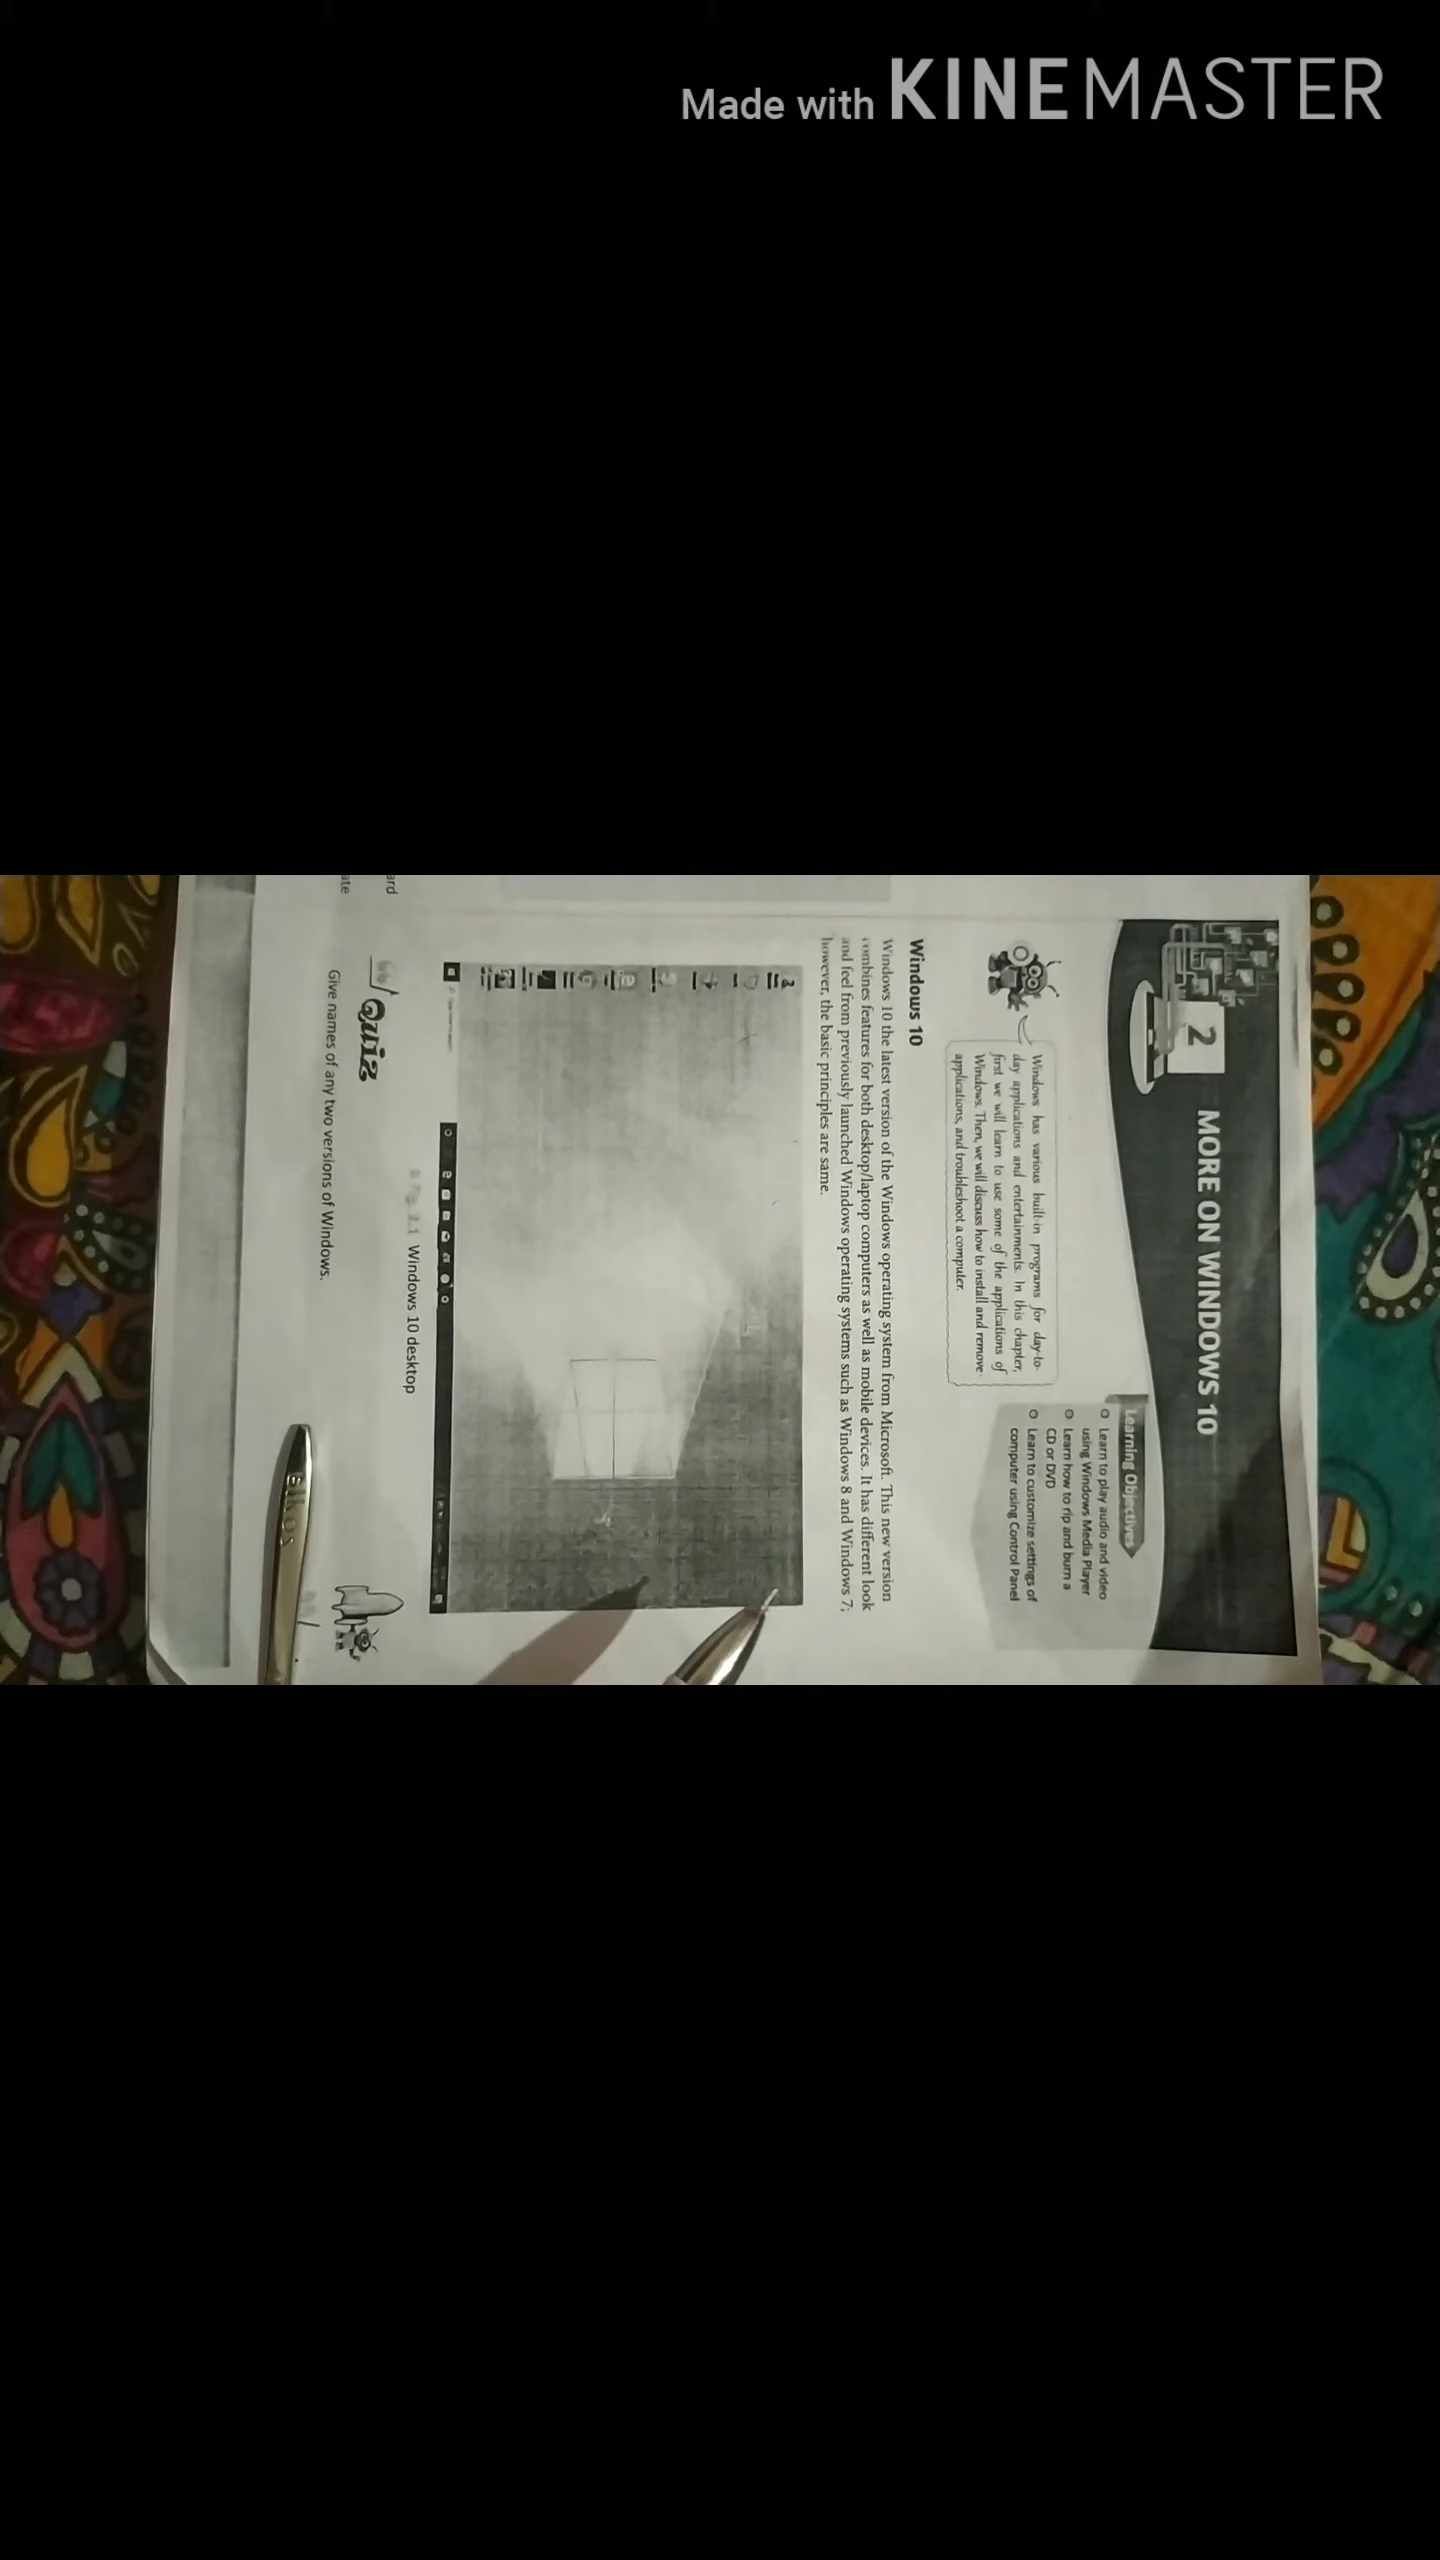 Made with KINEMASTER
2
MORE ON WINDOWS 10
Learning Objectives
Learn to play audio and video
using Windows Media Player
Learn how to rip and burn a
CD or DVD
Learn to customize settings of
computer using Control Panel
Windows has various built-in programs for day-to-
day applications and entertainments. In this chapter,
first we will learn to use some of the applications of
Windows. Then, we will discuss how to install and remove
applications, and troubleshoot a computer.
Windows 10
Windows 10 the latest version of the Windows operating system from Microsoft. This new version
combines features for both desktop/laptop computers as well as mobile devices. It has different look
and feel from previously launched Windows operating systems such as Windows 8 and Windows 7;
however, the basic principles are same.
Fig. 2.1 Windows 10 desktop
Quiz
Give names of any two versions of Windows.
ard
ate
elkos